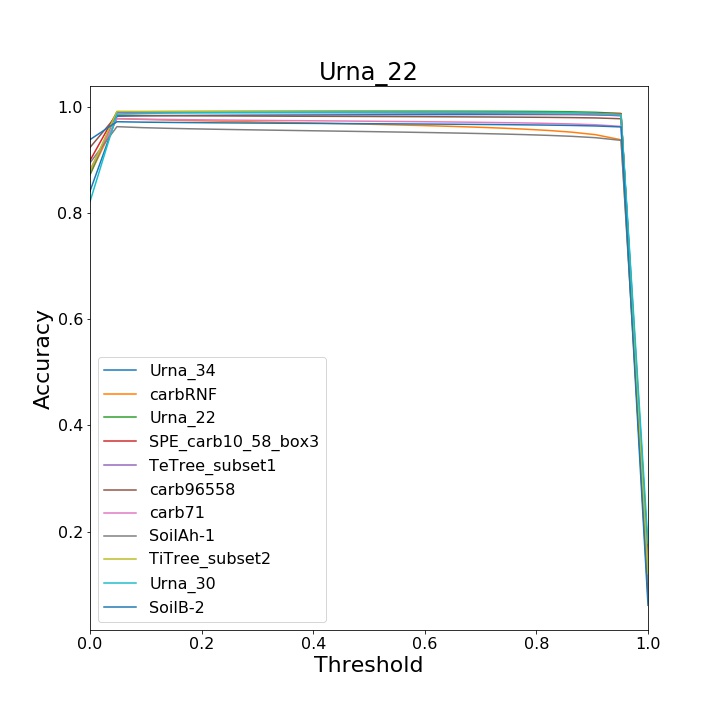 Urna_22
1.0
0.8
0.6
0.4
0.2
Accuracy
Urna_34
carbRNF
Urna_22
SPE_carb10_58_box3
TeTree_subset1
carb96558
carb71
SoilAh-1
TiTree_subset2
Urna_30
SoilB-2
0.0 0.2 0.4 0.6 0.8 1.0
Threshold